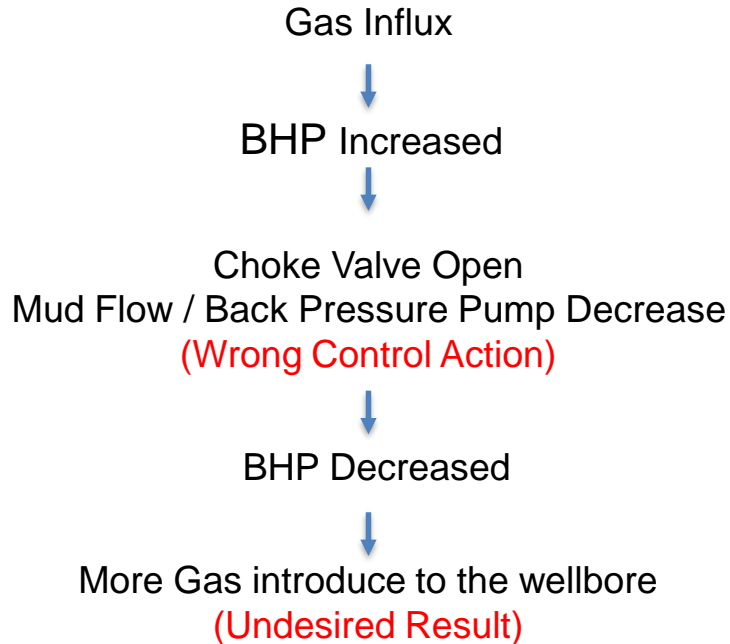 Gas Influx
BHP Increased
Choke Valve Open
Mud Flow / Back Pressure Pump Decrease
(Wrong Control Action)
BHP Decreased
More Gas introduce to the wellbore
(Undesired Result)